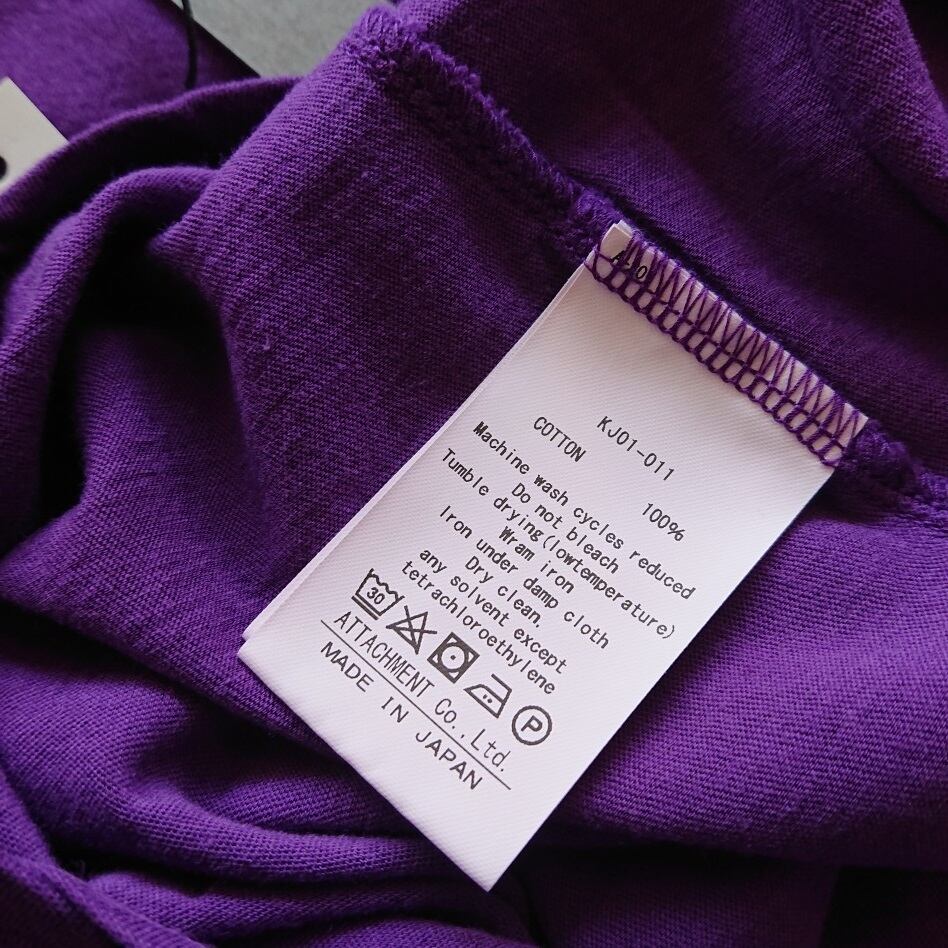 KJ01-011
COTTON 100%
Machine wash cycles reduced
Do not bleach
Tumble drying(lowtemperature)
Wram iron
Iron under damp cloth
Dry clean,
any solvent except
tetrachloroethylene
30
P
ATTACHMENT Co.,Ltd.
MADE IN JAPAN